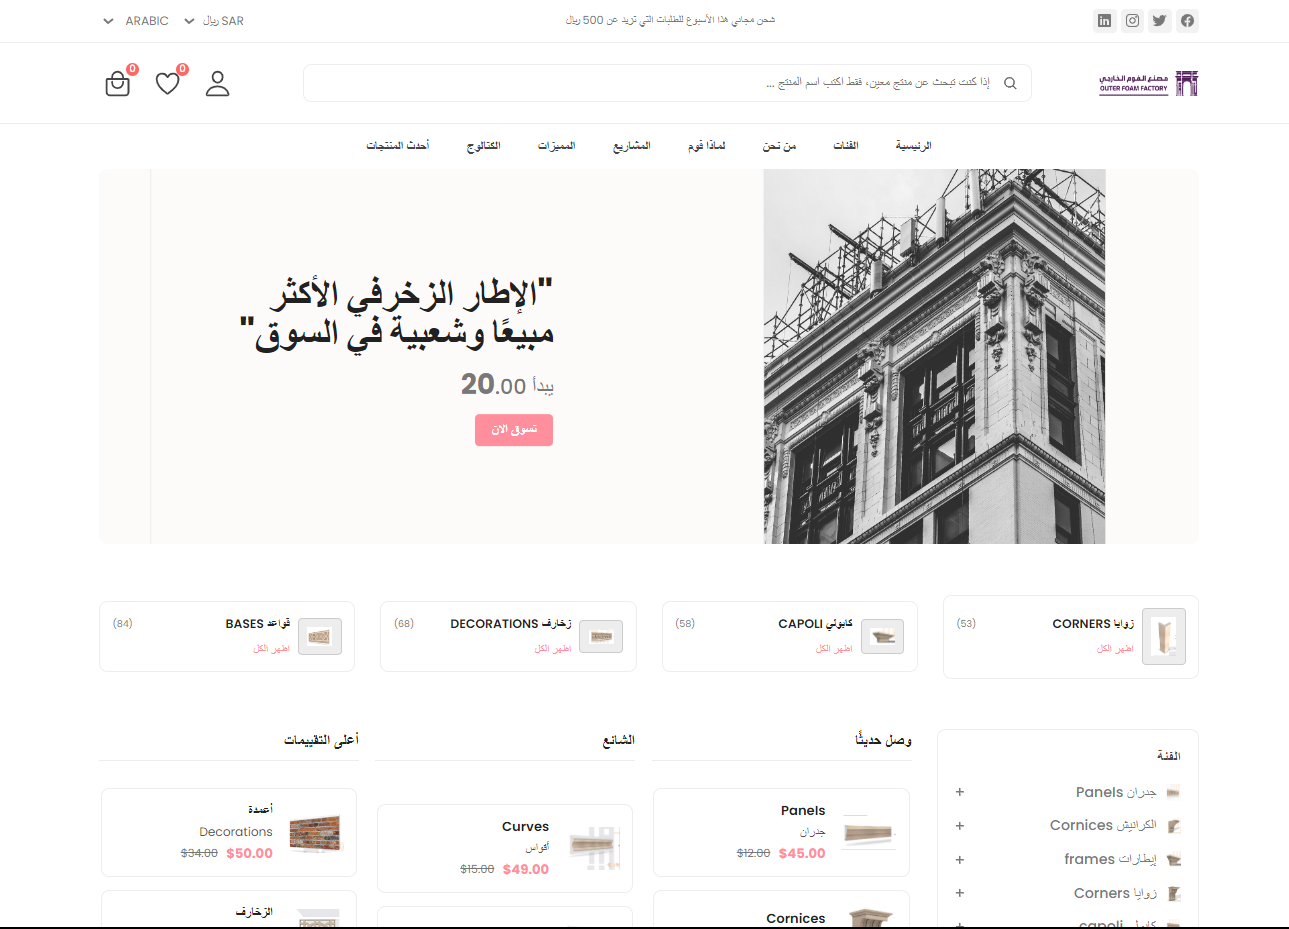 شحن مجاني هذا الأسبوع للطلبات التي تزيد عن 500 ريال
SAR ريال
ARABIC
مصنع الفوم الخارجي
OUTER FOAM FACTORY
إذا كنت تبحث عن منتج معين، فقط اكتب اسم المنتج ...
0
0
الرئيسية
الفئات
من نحن
لماذا فوم
المشاريع
المميزات
الكتالوج
أحدث المنتجات
"الإطار الزخرفي الأكثر
مبيعًا وشعبية في السوق"
يبدأ 20.00
تسوق الان
زوايا CORNERS
(53)
اظهر الكل
كابولي CAPOLI
(58)
اظهر الكل
زخارف DECORATIONS
(68)
اظهر الكل
قواعد BASES
(84)
اظهر الكل
الفئة
جدران Panels +
الكرانيش Cornices +
إيطارات frames +
زوايا Corners +
وصل حديثًا
Panels
جدران
$45.00 $12.00
Cornices
الشائع
Curves
أقواس
$49.00 $15.00
أعلى التقييمات
أعمدة
Decorations
$50.00 $34.00
الزخارف